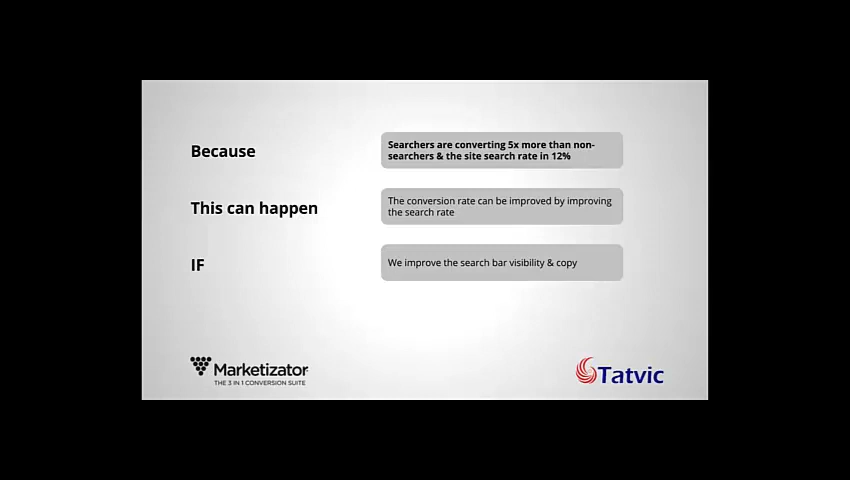 Because
Searchers are converting 5x more than non-
searchers & the site search rate in 12%
This can happen
The conversion rate can be improved by improving
the search rate
IF
We improve the search bar visibility & copy
Marketizator
THE 3 IN 1 CONVERSION SUITE
Tatvic